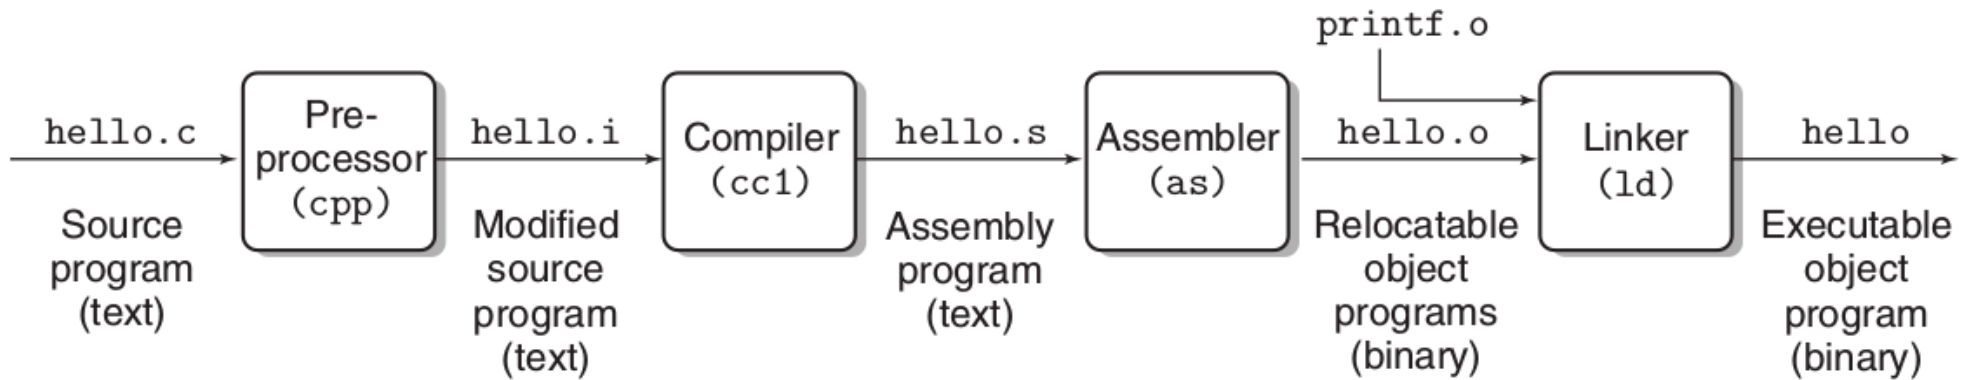 printf.o
hello.c
Pre-
processor
(cpp)
hello.i
Compiler
(cc1)
hello.s
Assembler
(as)
hello.o
Linker
(ld)
hello
Source
program
(text)
Modified
source
program
(text)
Assembly
program
(text)
Relocatable
object
programs
(binary)
Executable
object
program
(binary)